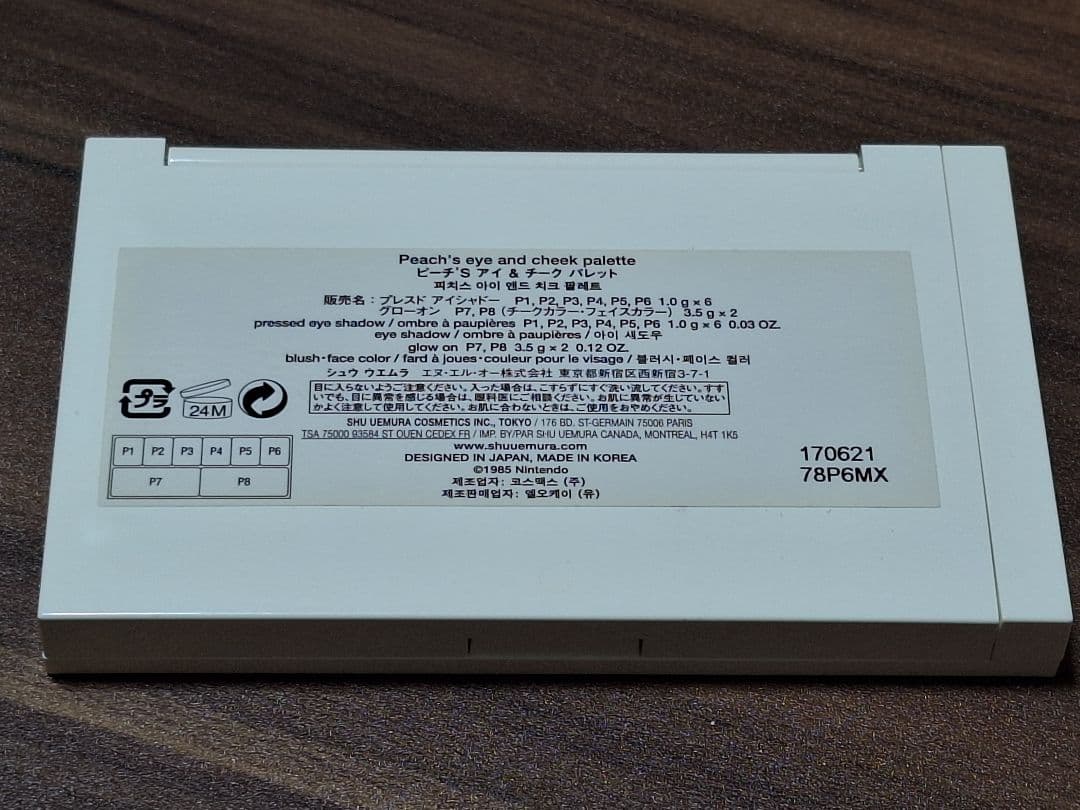 Peach's eye and cheek palette
ピーチ'S アイ & チーク パレット
피치스 아이 앤드 치크 팔레트
販売名：プレスド アイシャドー P1, P2, P3, P4, P5, P6 1.0 g × 6
グローオン P7, P8（チークカラー・フェイスカラー）3.5 g × 2
pressed eye shadow / ombre à paupières P1, P2, P3, P4, P5, P6 1.0 g × 6 0.03 OZ.
eye shadow / ombre à paupières / 아이 섀도우
glow on P7, P8 3.5 g × 2 0.12 OZ.
blush·face color / fard à joues·couleur pour le visage / 블러시·페이스 컬러
シュウ ウエムラ エヌ·エル·オー株式会社 東京都新宿区西新宿3-7-1
目に入らないようご注意ください。入った場合は、こすらずにすぐ洗い流してください。すす
いでも、目に異常を感じる場合は、眼科医にご相談ください。お肌に異常が生じていない
かよく注意して使用してください。お肌に合わないときは、ご使用をおやめください。
プラ
24M
SHU UEMURA COSMETICS INC., TOKYO / 176 BD. ST-GERMAIN 75006 PARIS
TSA 75000 93584 ST OUEN CEDEX FR / IMP. BY/PAR SHU UEMURA CANADA, MONTREAL, H4T 1K5
www.shuuemura.com
DESIGNED IN JAPAN, MADE IN KOREA
©1985 Nintendo
제조업자: 코스맥스 (주)
제조판매업자: 엘오케이 (유)
P1 P2 P3 P4 P5 P6
P7 P8
170621
78P6MX